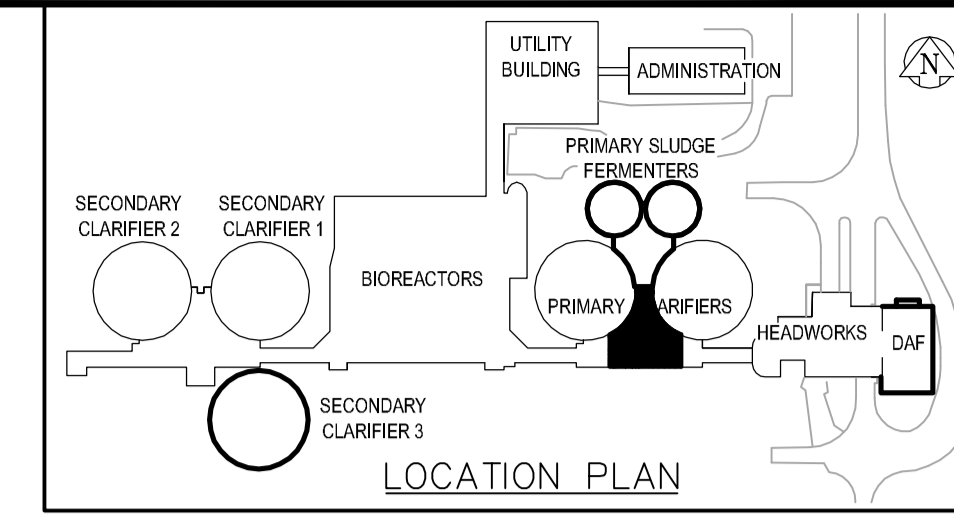 UTILITY
BUILDING
ADMINISTRATION
N
PRIMARY SLUDGE
FERMENTERS
SECONDARY
CLARIFIER 2
SECONDARY
CLARIFIER 1
BIOREACTORS
PRIMARY ARIFIERS
HEADWORKS
DAF
SECONDARY
CLARIFIER 3
LOCATION PLAN